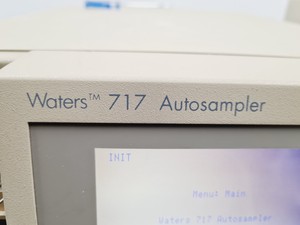 Waters™ 717 Autosampler
INIT
Menu: Main
Waters 717 Autosampler